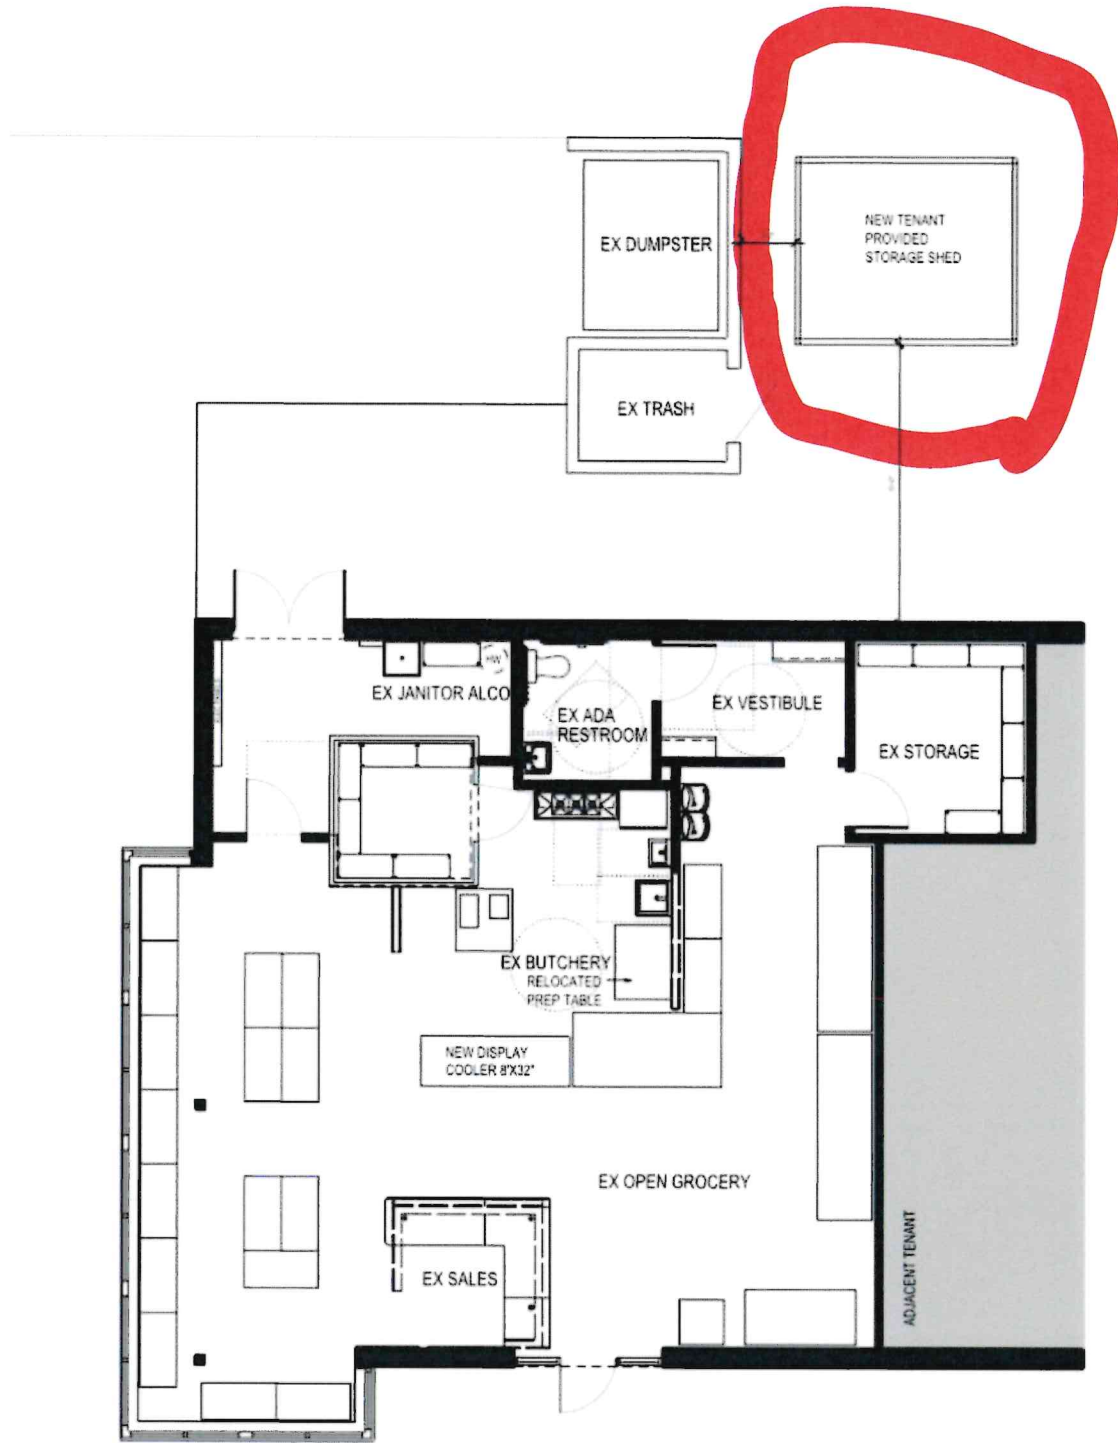 NEW TENANT
PROVIDED
STORAGE SHED
EX DUMPSTER
EX TRASH
HW
EX JANITOR ALCO
EX ADA
RESTROOM
EX VESTIBULE
EX STORAGE
EX BUTCHERY
RELOCATED
PREP TABLE
NEW DISPLAY
COOLER 8'X32"
EX OPEN GROCERY
EX SALES
ADJACENT TENANT